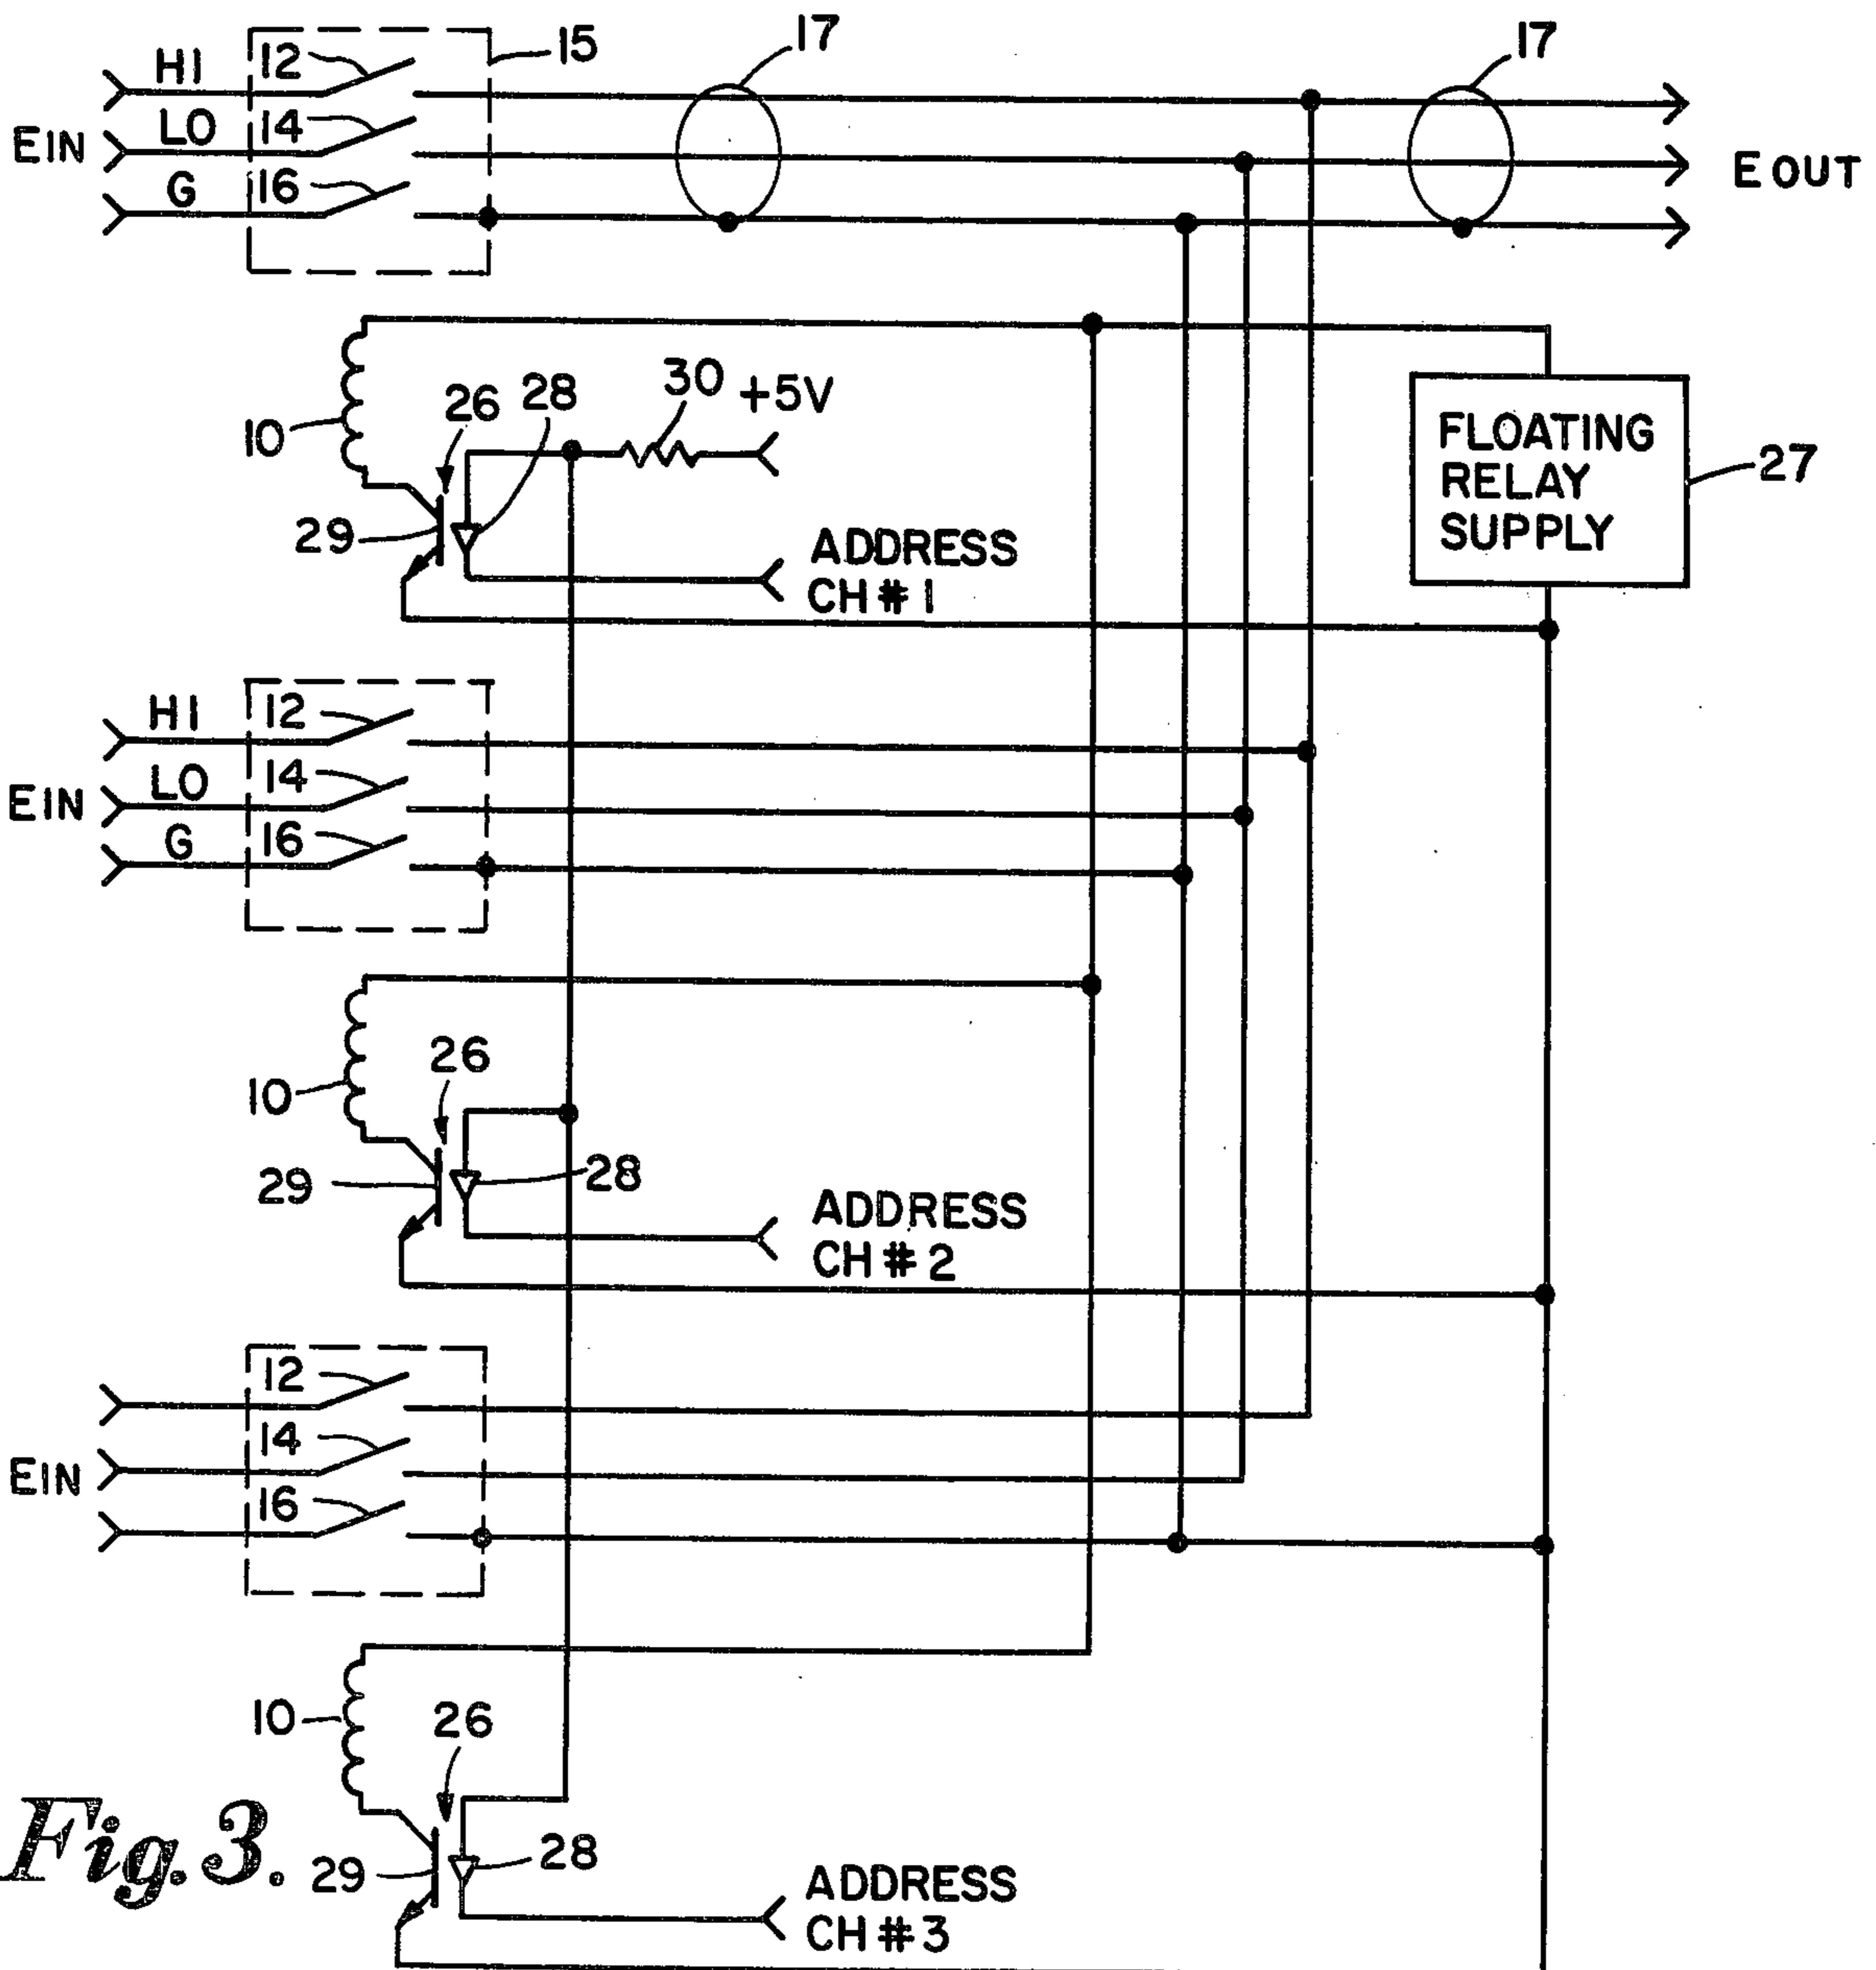 HI 12 15 17 17
EIN LO 14 E OUT
G 16
10 26 28 30 +5V
FLOATING
RELAY
SUPPLY
27
29
ADDRESS
CH # 1
HI 12
EIN LO 14
G 16
10 26
29 28
ADDRESS
CH # 2
12
EIN 14
16
10 26
29 28
ADDRESS
CH # 3
Fig. 3.